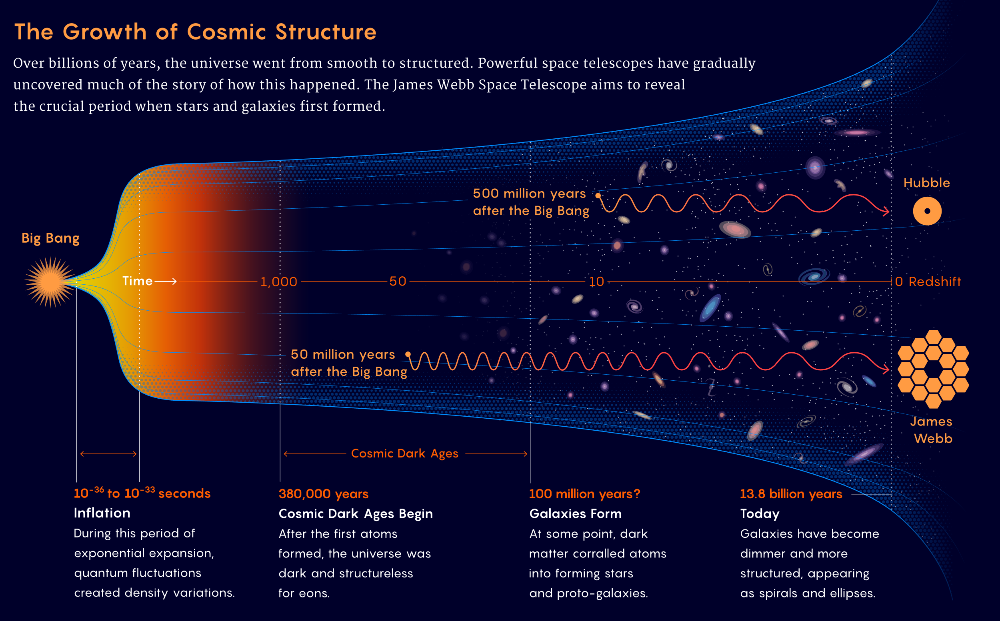 The Growth of Cosmic Structure
Over billions of years, the universe went from smooth to structured. Powerful space telescopes have gradually
uncovered much of the story of how this happened. The James Webb Space Telescope aims to reveal
the crucial period when stars and galaxies first formed.
Hubble
500 million years
after the Big Bang
Big Bang
Time
1,000
50
10
0 Redshift
50 million years
after the Big Bang
James
Webb
Cosmic Dark Ages
10⁻³⁶ to 10⁻³³ seconds
Inflation
During this period of
exponential expansion,
quantum fluctuations
created density variations.
380,000 years
Cosmic Dark Ages Begin
After the first atoms
formed, the universe was
dark and structureless
for eons.
100 million years?
Galaxies Form
At some point, dark
matter corralled atoms
into forming stars
and proto-galaxies.
13.8 billion years
Today
Galaxies have become
dimmer and more
structured, appearing
as spirals and ellipses.